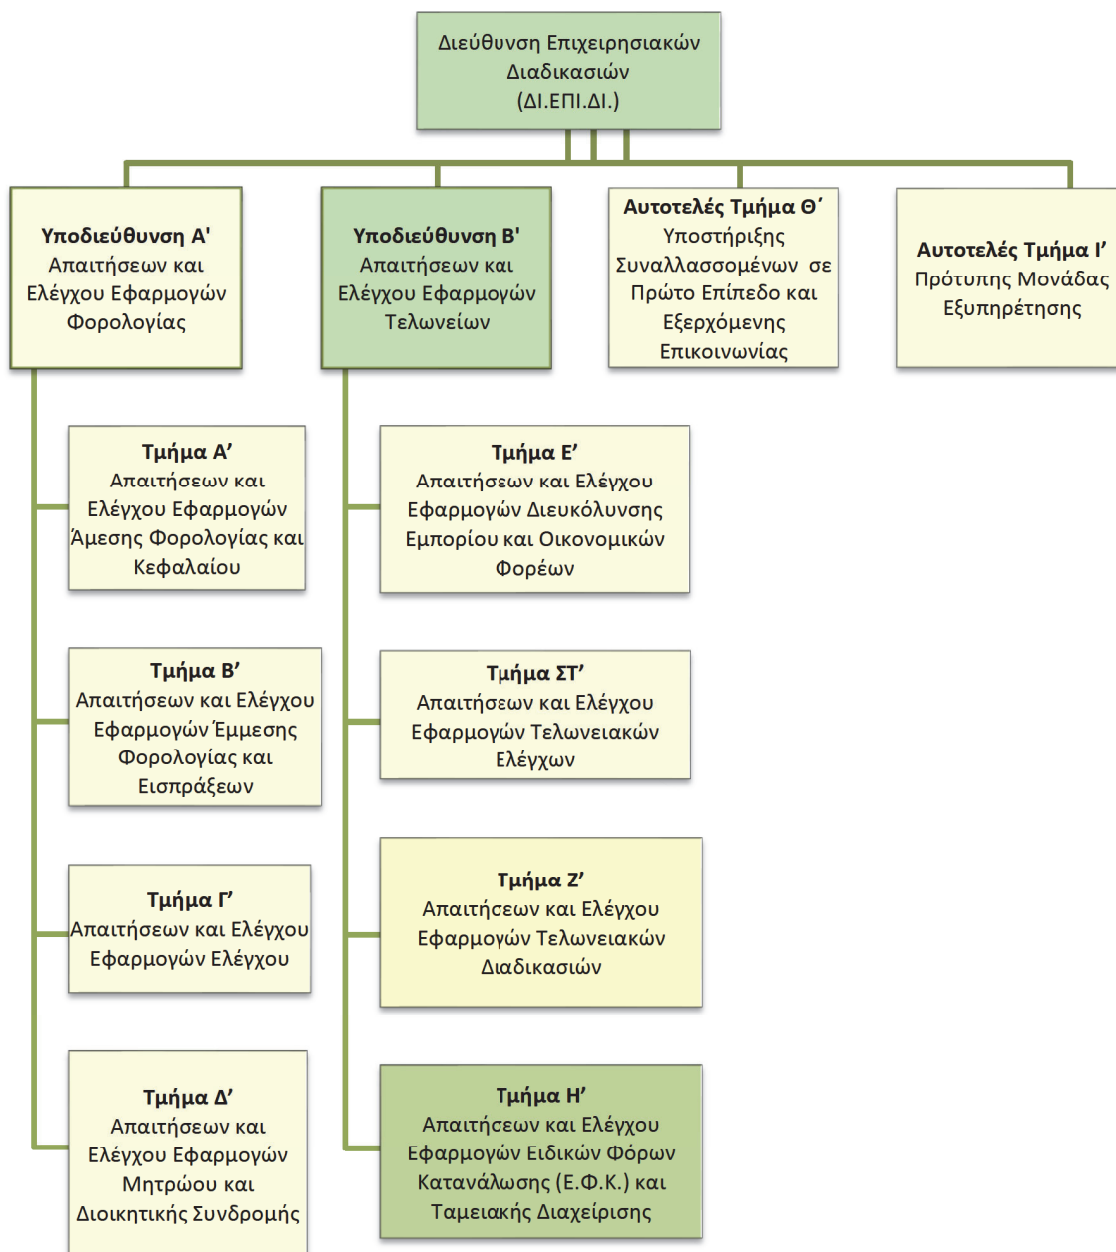 Διεύθυνση Επιχειρησιακών
Διαδικασιών
(ΔΙ.ΕΠΙ.ΔΙ.)
Υποδιεύθυνση Α'
Απαιτήσεων και
Ελέγχου Εφαρμογών
Φορολογίας
Υποδιεύθυνση Β'
Απαιτήσεων και
Ελέγχου Εφαρμογών
Τελωνείων
Αυτοτελές Τμήμα Θ΄
Υποστήριξης
Συναλλασσομένων σε
Πρώτο Επίπεδο και
Εξερχόμενης
Επικοινωνίας
Αυτοτελές Τμήμα Ι’
Πρότυπης Μονάδας
Εξυπηρέτησης
Τμήμα Α’
Απαιτήσεων και
Ελέγχου Εφαρμογών
Άμεσης Φορολογίας και
Κεφαλαίου
Τμήμα Β’
Απαιτήσεων και Ελέγχου
Εφαρμογών Έμμεσης
Φορολογίας και
Εισπράξεων
Τμήμα Γ’
Απαιτήσεων και Ελέγχου
Εφαρμογών Ελέγχου
Τμήμα Δ’
Απαιτήσεων και
Ελέγχου Εφαρμογών
Μητρώου και
Διοικητικής Συνδρομής
Τμήμα Ε’
Απαιτήσεων και Ελέγχου
Εφαρμογών Διευκόλυνσης
Εμπορίου και Οικονομικών
Φορέων
Τμήμα ΣΤ’
Απαιτήσεων και Ελέγχου
Εφαρμογών Τελωνειακών
Ελέγχων
Τμήμα Ζ’
Απαιτήσεων και Ελέγχου
Εφαρμογών Τελωνειακών
Διαδικασιών
Τμήμα Η’
Απαιτήσεων και Ελέγχου
Εφαρμογών Ειδικών Φόρων
Κατανάλωσης (Ε.Φ.Κ.) και
Ταμειακής Διαχείρισης